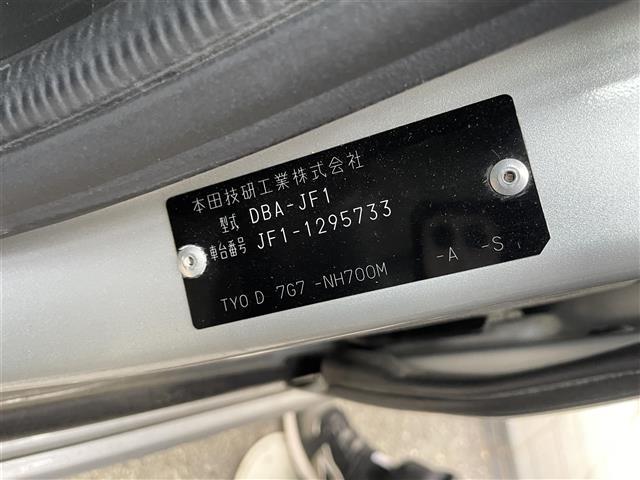 本田技研工業株式会社
型式 DBA-JF1
車台番号 JF1-1295733
TYO D 7G7 -NH700M -A -S